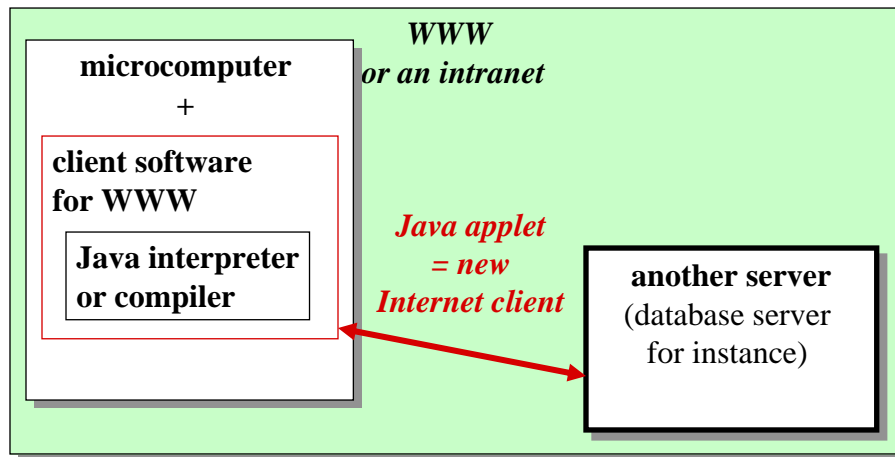 WWW
or an intranet
microcomputer
+
client software
for WWW
Java interpreter
or compiler
Java applet
= new
Internet client
another server
(database server
for instance)